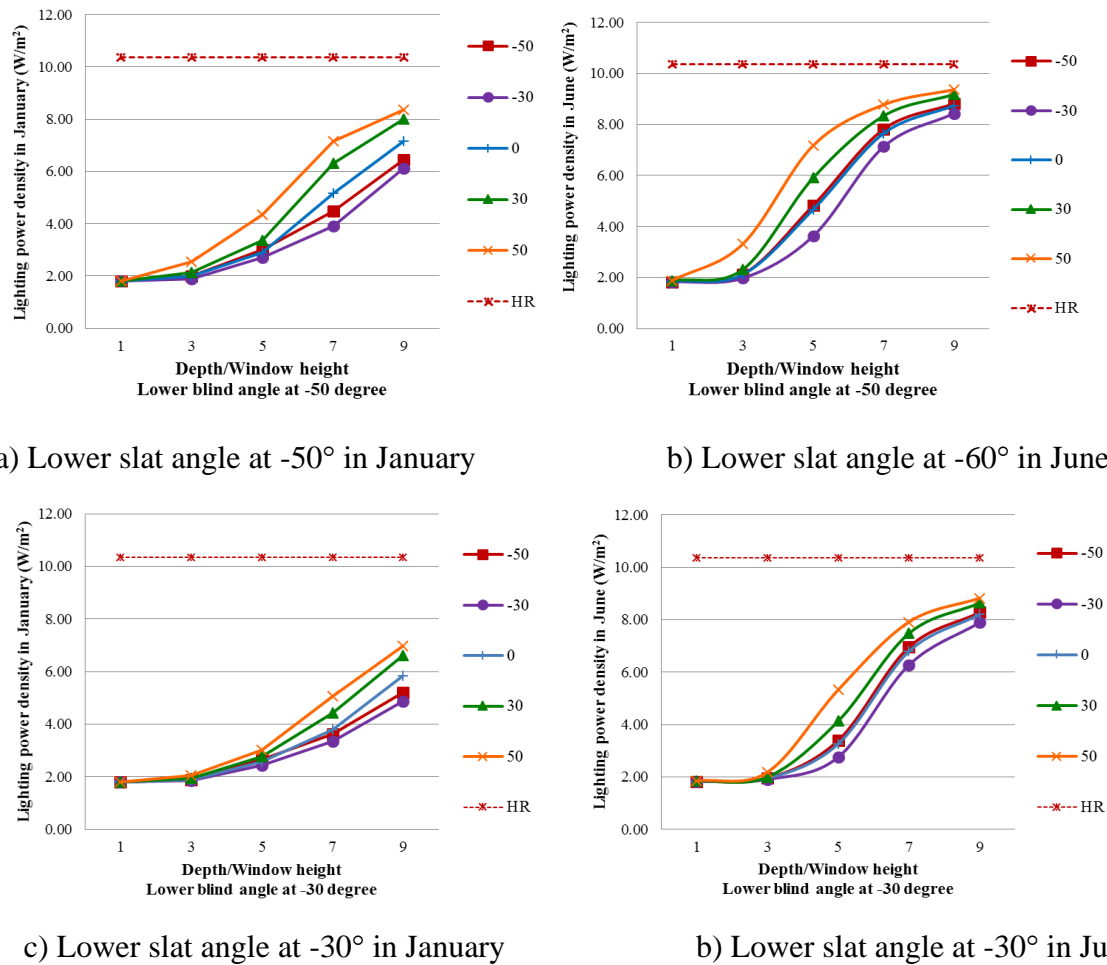 Lighting power density in January (W/m²)
12.00
10.00
8.00
6.00
4.00
2.00
0.00
1 3 5 7 9
Depth/Window height
Lower blind angle at -50 degree
-50
-30
0
30
50
HR
Lighting power density in June (W/m²)
12.00
10.00
8.00
6.00
4.00
2.00
0.00
1 3 5 7 9
Depth/Window height
Lower blind angle at -50 degree
-50
-30
0
30
50
HR
a) Lower slat angle at -50° in January
b) Lower slat angle at -60° in June
Lighting power density in January (W/m²)
12.00
10.00
8.00
6.00
4.00
2.00
0.00
1 3 5 7 9
Depth/Window height
Lower blind angle at -30 degree
-50
-30
0
30
50
HR
Lighting power density in June (W/m²)
12.00
10.00
8.00
6.00
4.00
2.00
0.00
1 3 5 7 9
Depth/Window height
Lower blind angle at -30 degree
-50
-30
0
30
50
HR
c) Lower slat angle at -30° in January
b) Lower slat angle at -30° in Ju